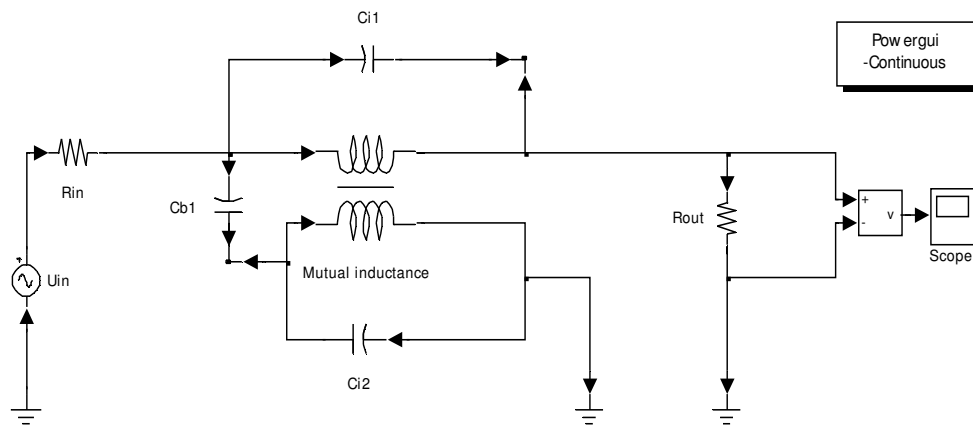 Ci1
Powergui
-Continuous
Rin
Cb1
Rout
+
-
v
Scope
+
Uin
Mutual inductance
Ci2